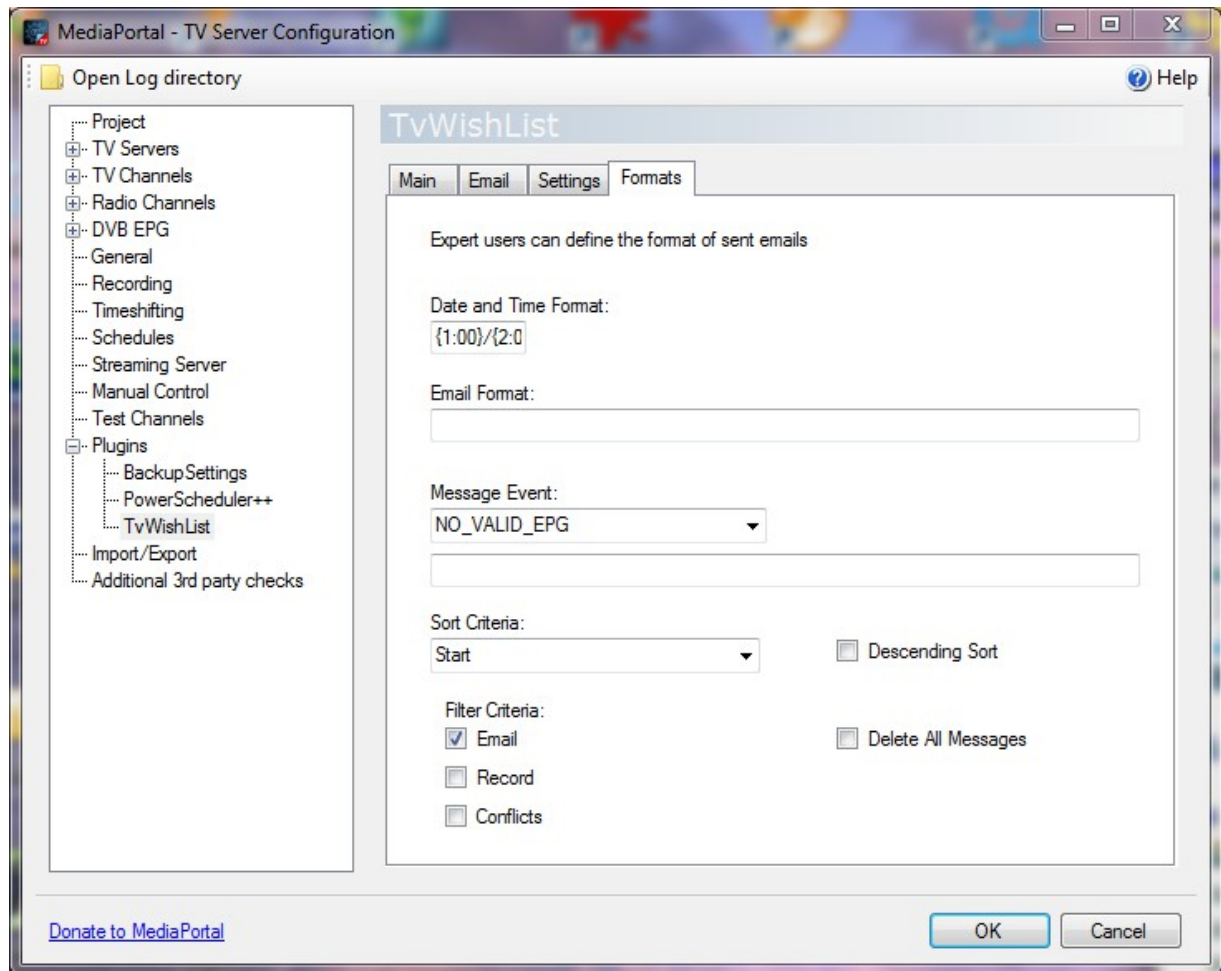 MediaPortal - TV Server Configuration
Open Log directory
Help
Project
TV Servers
TV Channels
Radio Channels
DVB EPG
General
Recording
Timeshifting
Schedules
Streaming Server
Manual Control
Test Channels
Plugins
BackupSettings
PowerScheduler++
TvWishList
Import/Export
Additional 3rd party checks
TvWishList
Main Email Settings Formats
Expert users can define the format of sent emails
Date and Time Format:
{1:00}/{2:0
Email Format:
Message Event:
NO_VALID_EPG
Sort Criteria:
Start
Descending Sort
Filter Criteria:
Email
Delete All Messages
Record
Conflicts
Donate to MediaPortal
OK Cancel